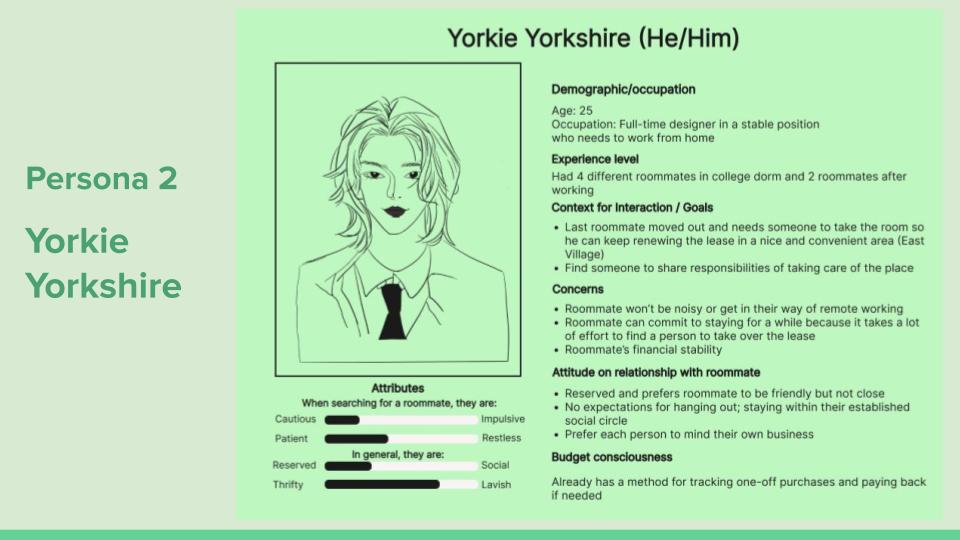 Persona 2
Yorkie
Yorkshire
Yorkie Yorkshire (He/Him)
Attributes
When searching for a roommate, they are:
Cautious Impulsive
Patient Restless
In general, they are:
Reserved Social
Thrifty Lavish
Demographic/occupation
Age: 25
Occupation: Full-time designer in a stable position
who needs to work from home
Experience level
Had 4 different roommates in college dorm and 2 roommates after
working
Context for Interaction / Goals
• Last roommate moved out and needs someone to take the room so
he can keep renewing the lease in a nice and convenient area (East
Village)
• Find someone to share responsibilities of taking care of the place
Concerns
• Roommate won't be noisy or get in their way of remote working
• Roommate can commit to staying for a while because it takes a lot
of effort to find a person to take over the lease
• Roommate's financial stability
Attitude on relationship with roommate
• Reserved and prefers roommate to be friendly but not close
• No expectations for hanging out; staying within their established
social circle
• Prefer each person to mind their own business
Budget consciousness
Already has a method for tracking one-off purchases and paying back
if needed